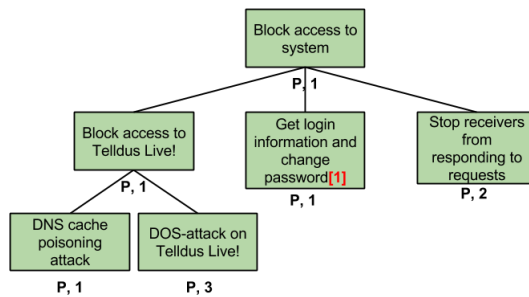 Block access to
system
P, 1
Block access to
Telldus Live!
P, 1
Get login
information and
change
password[1]
P, 1
Stop receivers
from
responding to
requests
P, 2
DNS cache
poisoning
attack
P, 1
DOS-attack on
Telldus Live!
P, 3